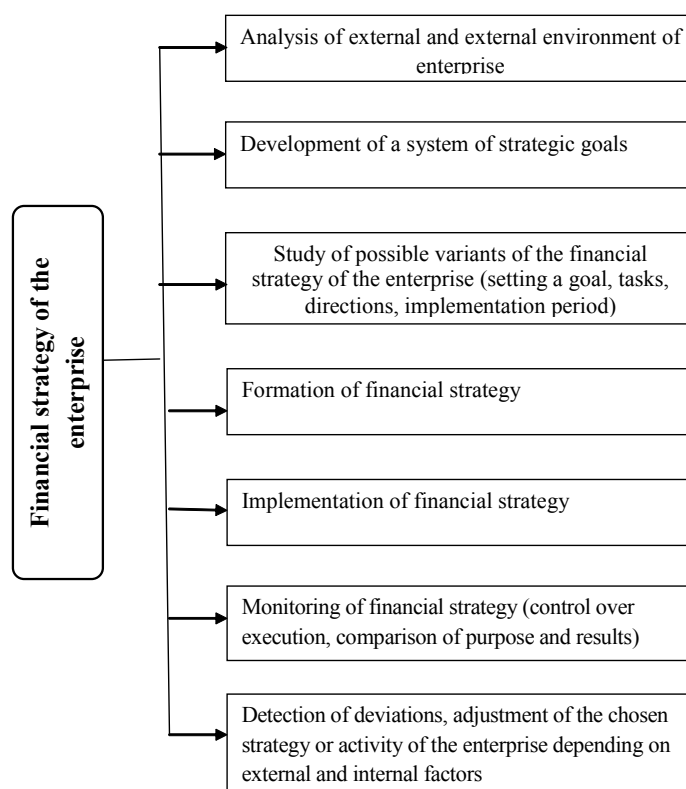 Analysis of external and external environment of
enterprise
Development of a system of strategic goals
Study of possible variants of the financial
strategy of the enterprise (setting a goal, tasks,
directions, implementation period)
Financial strategy of the
enterprise
Formation of financial strategy
Implementation of financial strategy
Monitoring of financial strategy (control over
execution, comparison of purpose and results)
Detection of deviations, adjustment of the chosen
strategy or activity of the enterprise depending on
external and internal factors